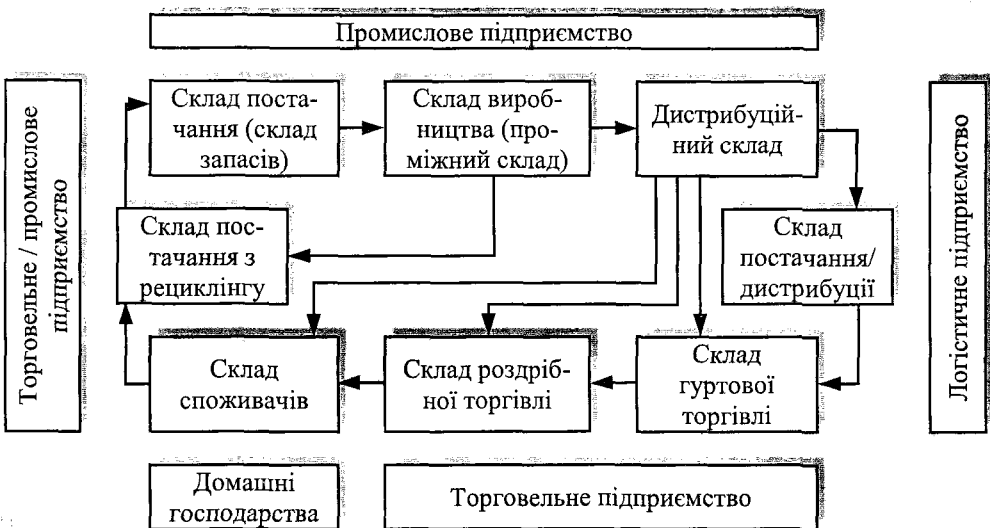 Промислове підприємство
Торговельне / промислове
підприємство
Склад поста-
чання (склад
запасів)
Склад вироб-
ництва (про-
міжний склад)
Дистрибуцій-
ний склад
Логістичне підприємство
Склад пос-
тачання з
рециклінгу
Склад
постачання/
дистрибуції
Склад
споживачів
Склад роздріб-
ної торгівлі
Склад
гуртової
торгівлі
Домашні
господарства
Торговельне підприємство